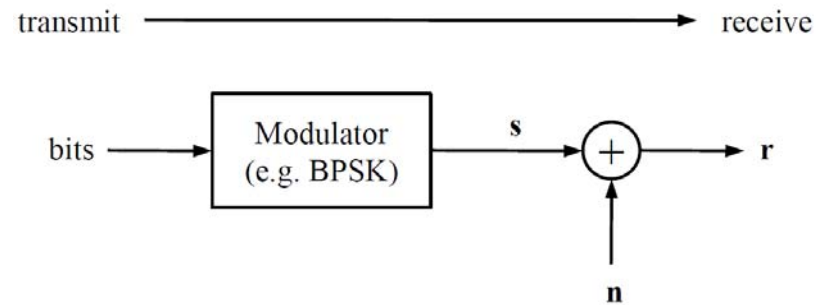 transmit receive
bits Modulator (e.g. BPSK) s + r
n